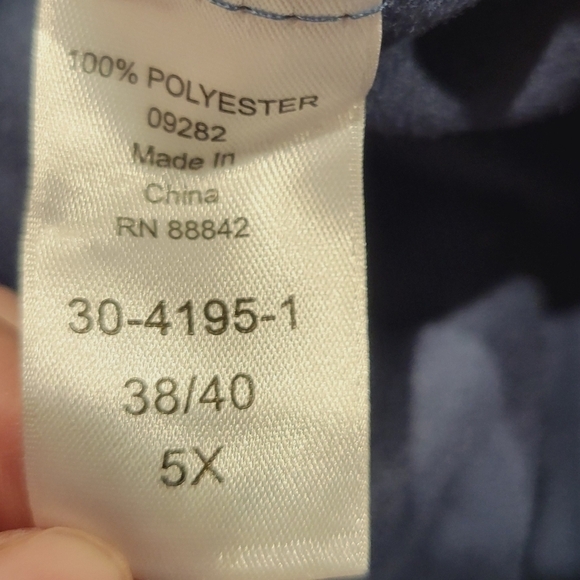 100% POLYESTER
09282
Made In
China
RN 88842
30-4195-1
38/40
5X